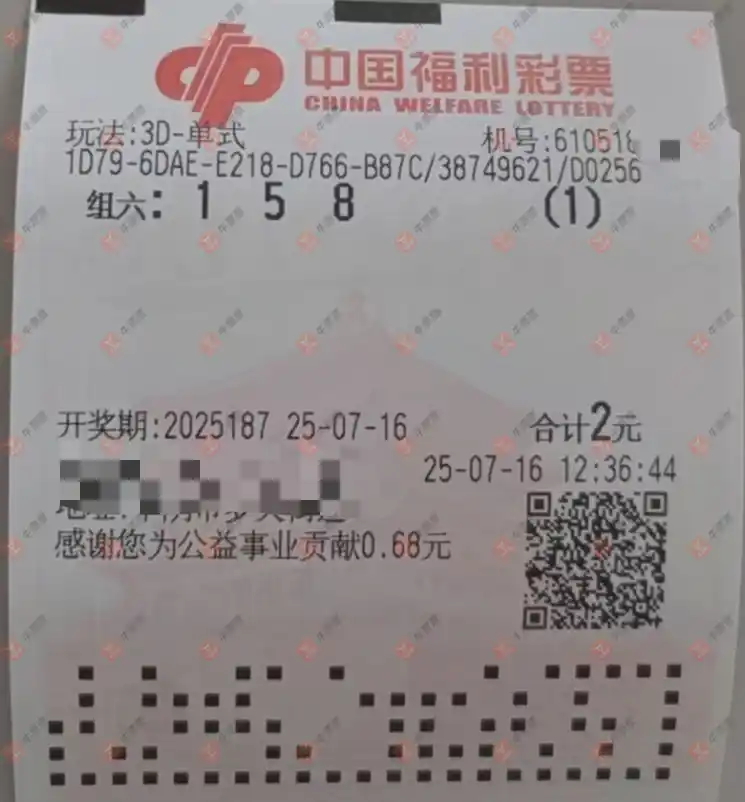 中国福利彩票
CHINA WELFARE LOTTERY
玩法:3D-单式 机号:610518
1D79-6DAE-E218-D766-B87C/38749621/D0256
组六: 1 5 8 (1)
开奖期:2025187 25-07-16 合计2元
25-07-16 12:36:44
感谢您为公益事业贡献0.68元